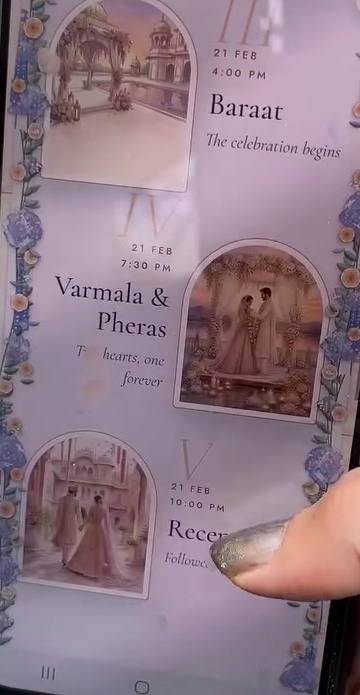 III
21 FEB
4:00 PM
Baraat
The celebration begins
IV
21 FEB
7:30 PM
Varmala &
Pheras
hearts, one
forever
V
21 FEB
10:00 PM